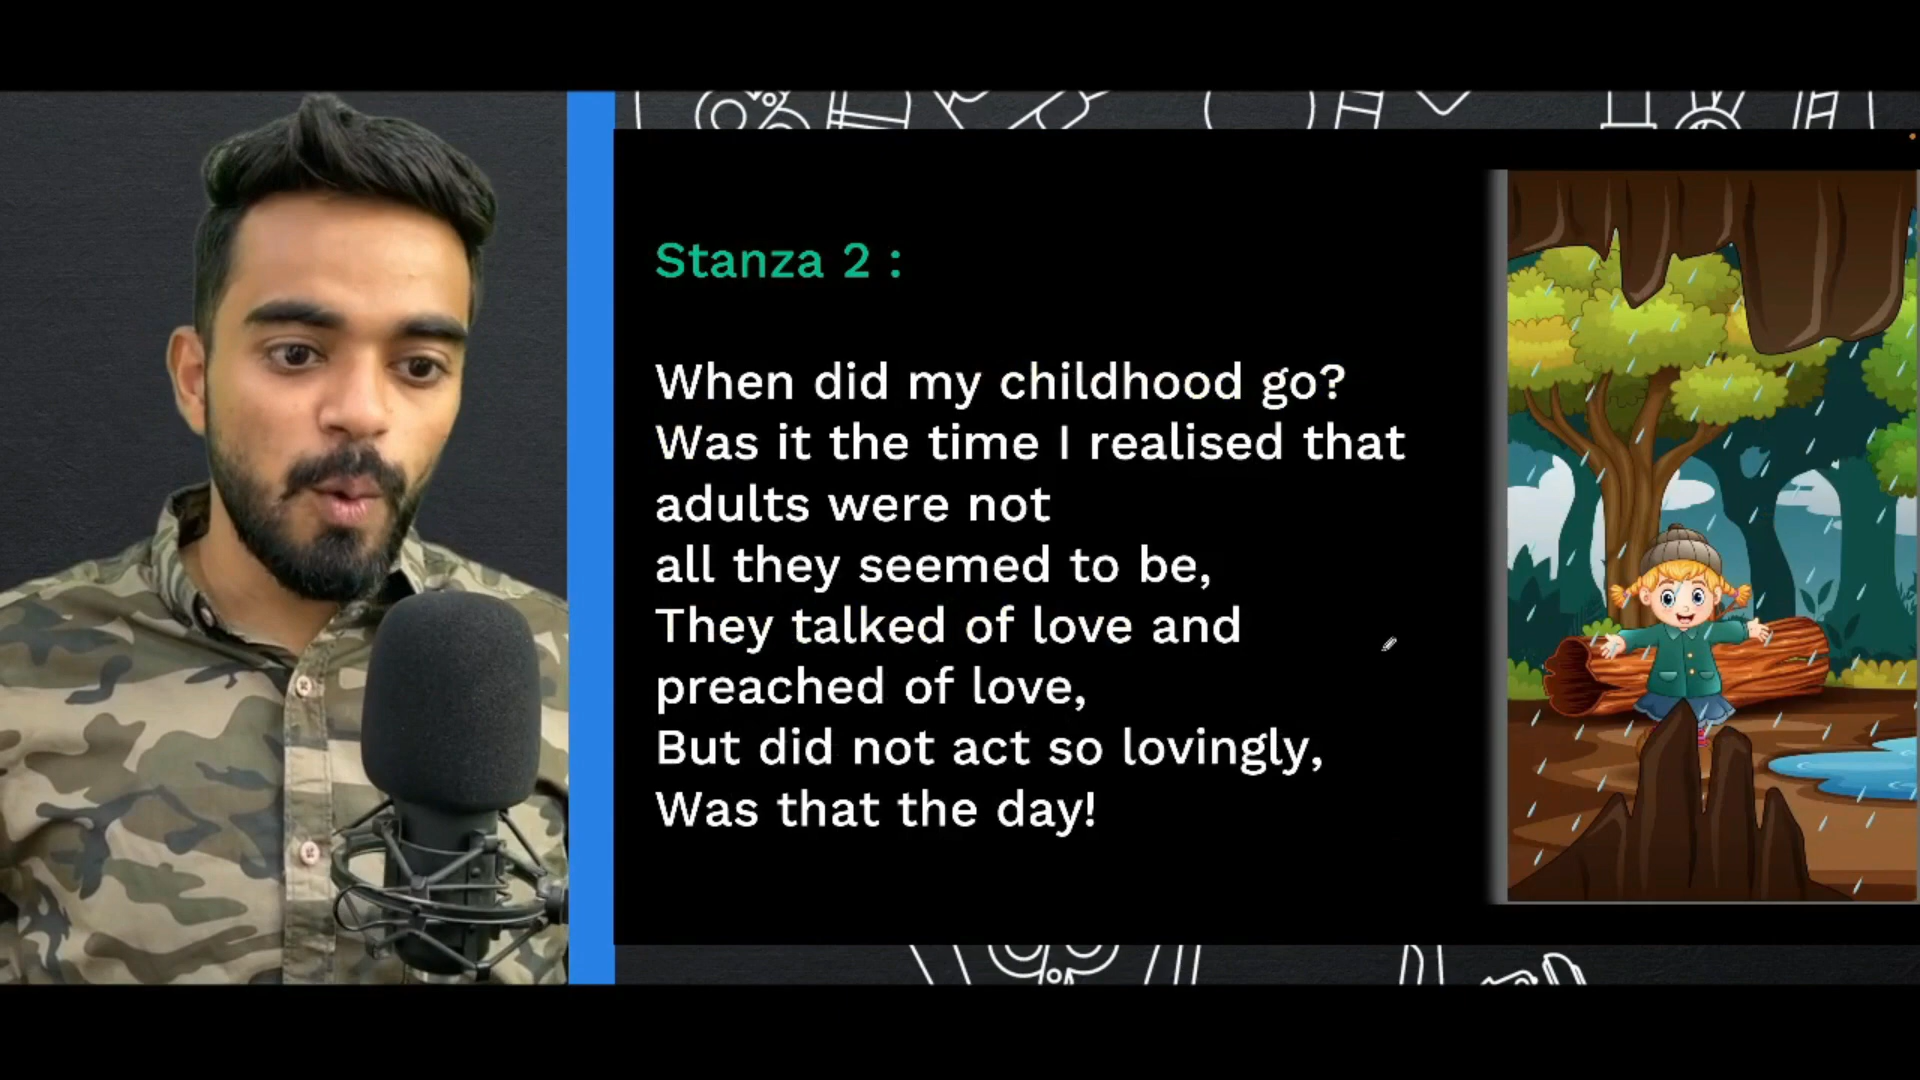 Stanza 2 :
When did my childhood go?
Was it the time I realised that
adults were not
all they seemed to be,
They talked of love and
preached of love,
But did not act so lovingly,
Was that the day!